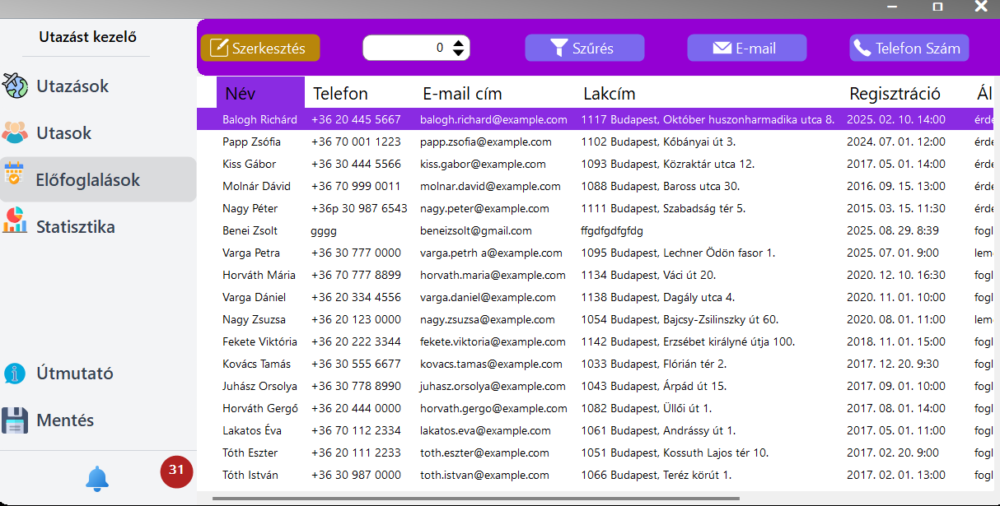 Utazást kezelő
Utazások
Utasok
Előfoglalások
Statisztika
Útmutató
Mentés
31
Szerkesztés 0 Szűrés E-mail Telefon Szám
Név Telefon E-mail cím Lakcím Regisztráció Ál
Balogh Richárd +36 20 445 5667 balogh.richard@example.com 1117 Budapest, Október huszonharmadika utca 8. 2025. 02. 10. 14:00 érde
Papp Zsófia +36 70 001 1223 papp.zsofia@example.com 1102 Budapest, Kőbányai út 3. 2024. 07. 01. 12:00 érde
Kiss Gábor +36 30 444 5566 kiss.gabor@example.com 1093 Budapest, Közraktár utca 12. 2017. 05. 01. 14:00 érde
Molnár Dávid +36 70 999 0011 molnar.david@example.com 1088 Budapest, Baross utca 30. 2016. 09. 15. 13:00 érde
Nagy Péter +36p 30 987 6543 nagy.peter@example.com 1111 Budapest, Szabadság tér 5. 2015. 03. 15. 11:30 érde
Benei Zsolt gggg beneizsolt@gmail.com ffgdfgdfgfdg 2025. 08. 29. 8:39 fogl
Varga Petra +36 30 777 0000 varga.petrh a@example.com 1095 Budapest, Lechner Ödön fasor 1. 2025. 07. 01. 9:00 lem
Horváth Mária +36 70 777 8899 horvath.maria@example.com 1134 Budapest, Váci út 20. 2020. 12. 10. 16:30 fogl
Varga Dániel +36 20 334 4556 varga.daniel@example.com 1138 Budapest, Dagály utca 4. 2020. 11. 01. 10:00 fogl
Nagy Zsuzsa +36 20 123 0000 nagy.zsuzsa@example.com 1054 Budapest, Bajcsy-Zsilinszky út 60. 2020. 08. 01. 11:00 lem
Fekete Viktória +36 20 222 3344 fekete.viktoria@example.com 1142 Budapest, Erzsébet királyné útja 100. 2018. 11. 01. 15:00 fogl
Kovács Tamás +36 30 555 6677 kovacs.tamas@example.com 1033 Budapest, Flórián tér 2. 2017. 12. 20. 9:30 fogl
Juhász Orsolya +36 30 778 8990 juhasz.orsolya@example.com 1043 Budapest, Árpád út 15. 2017. 09. 01. 10:00 fogl
Horváth Gergő +36 20 444 0000 horvath.gergo@example.com 1082 Budapest, Üllői út 1. 2017. 08. 01. 14:00 fogl
Lakatos Éva +36 70 112 2334 lakatos.eva@example.com 1061 Budapest, Andrássy út 1. 2017. 05. 01. 11:00 fogl
Tóth Eszter +36 20 111 2233 toth.eszter@example.com 1051 Budapest, Kossuth Lajos tér 10. 2017. 02. 20. 9:00 fogl
Tóth István +36 30 987 0000 toth.istvan@example.com 1066 Budapest, Teréz körút 1. 2017. 02. 01. 13:00 fogl